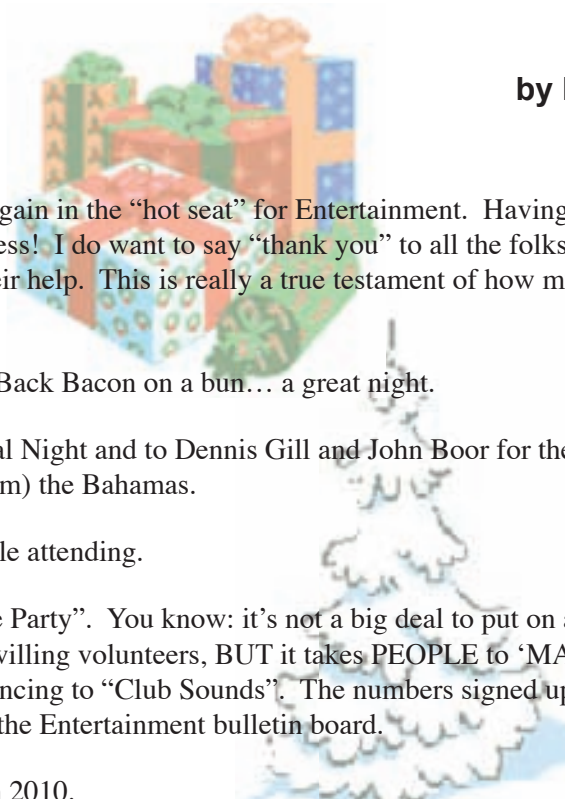 by
gain in the “hot seat” for Entertainment. Having
ess! I do want to say “thank you” to all the folks
eir help. This is really a true testament of how m
Back Bacon on a bun… a great night.
al Night and to Dennis Gill and John Boor for the
m) the Bahamas.
le attending.
e Party”. You know: it’s not a big deal to put on a
willing volunteers, BUT it takes PEOPLE to ‘MA
ncing to “Club Sounds”. The numbers signed up
the Entertainment bulletin board.
2010.